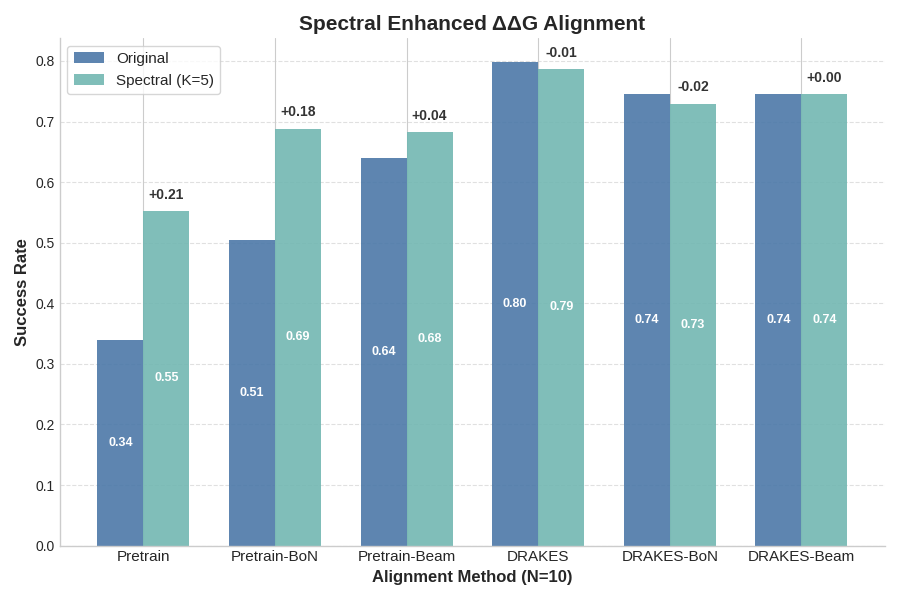 Spectral Enhanced ΔΔG Alignment
Original
Spectral (K=5)
Success Rate
0.8
0.7
0.6
0.5
0.4
0.3
0.2
0.1
0.0
+0.21
+0.18
+0.04
-0.01
-0.02
+0.00
0.34
0.55
0.51
0.69
0.64
0.68
0.80
0.79
0.74
0.73
0.74
0.74
Pretrain
Pretrain-BoN
Pretrain-Beam
DRAKES
DRAKES-BoN
DRAKES-Beam
Alignment Method (N=10)